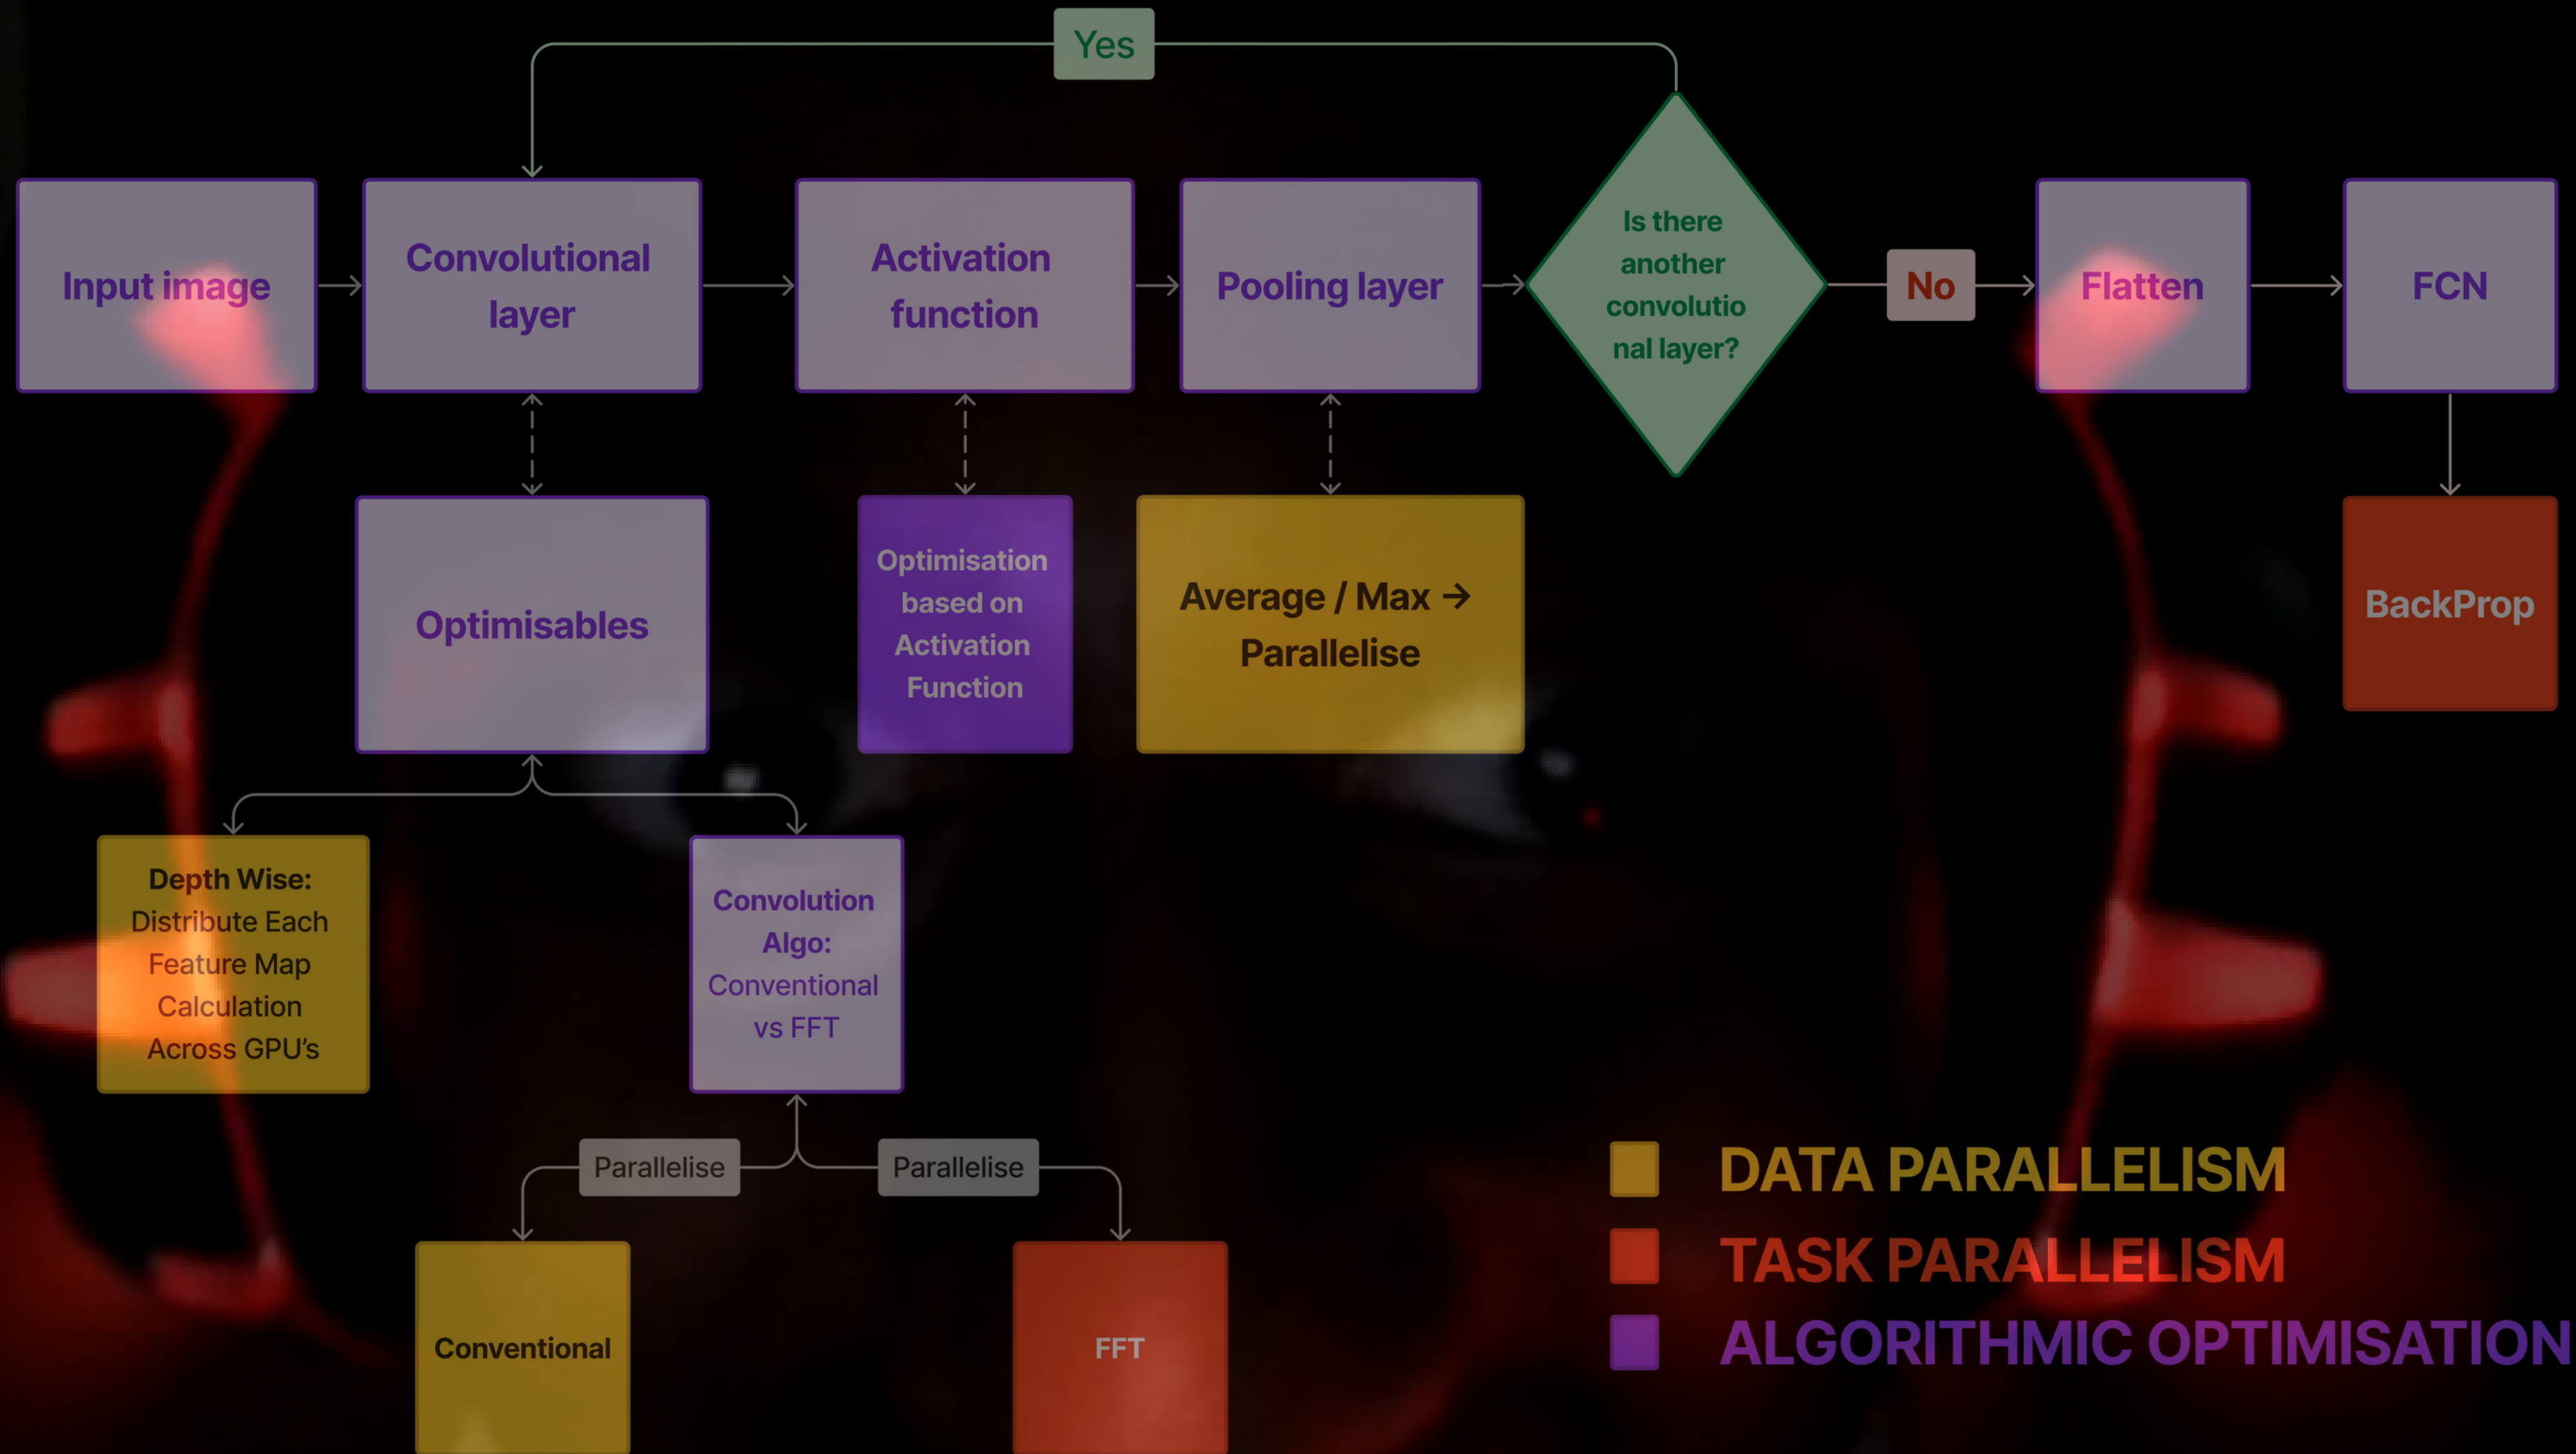 Yes
Input image
Convolutional
layer
Activation
function
Pooling layer
Is there
another
convolutio
nal layer?
No
Flatten
FCN
Optimisables
Optimisation
based on
Activation
Function
Average / Max →
Parallelise
BackProp
Depth Wise:
Distribute Each
Feature Map
Calculation
Across GPU's
Convolution
Algo:
Conventional
vs FFT
Parallelise
Parallelise
Conventional
FFT
DATA PARALLELISM
TASK PARALLELISM
ALGORITHMIC OPTIMISATION